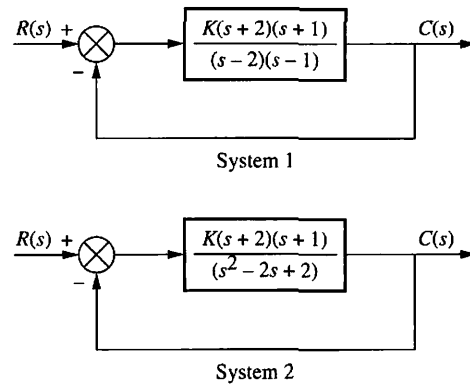 R(s) + K(s + 2)(s + 1) C(s)
(s − 2)(s − 1)
−
System 1
R(s) + K(s + 2)(s + 1) C(s)
(s² − 2s + 2)
−
System 2